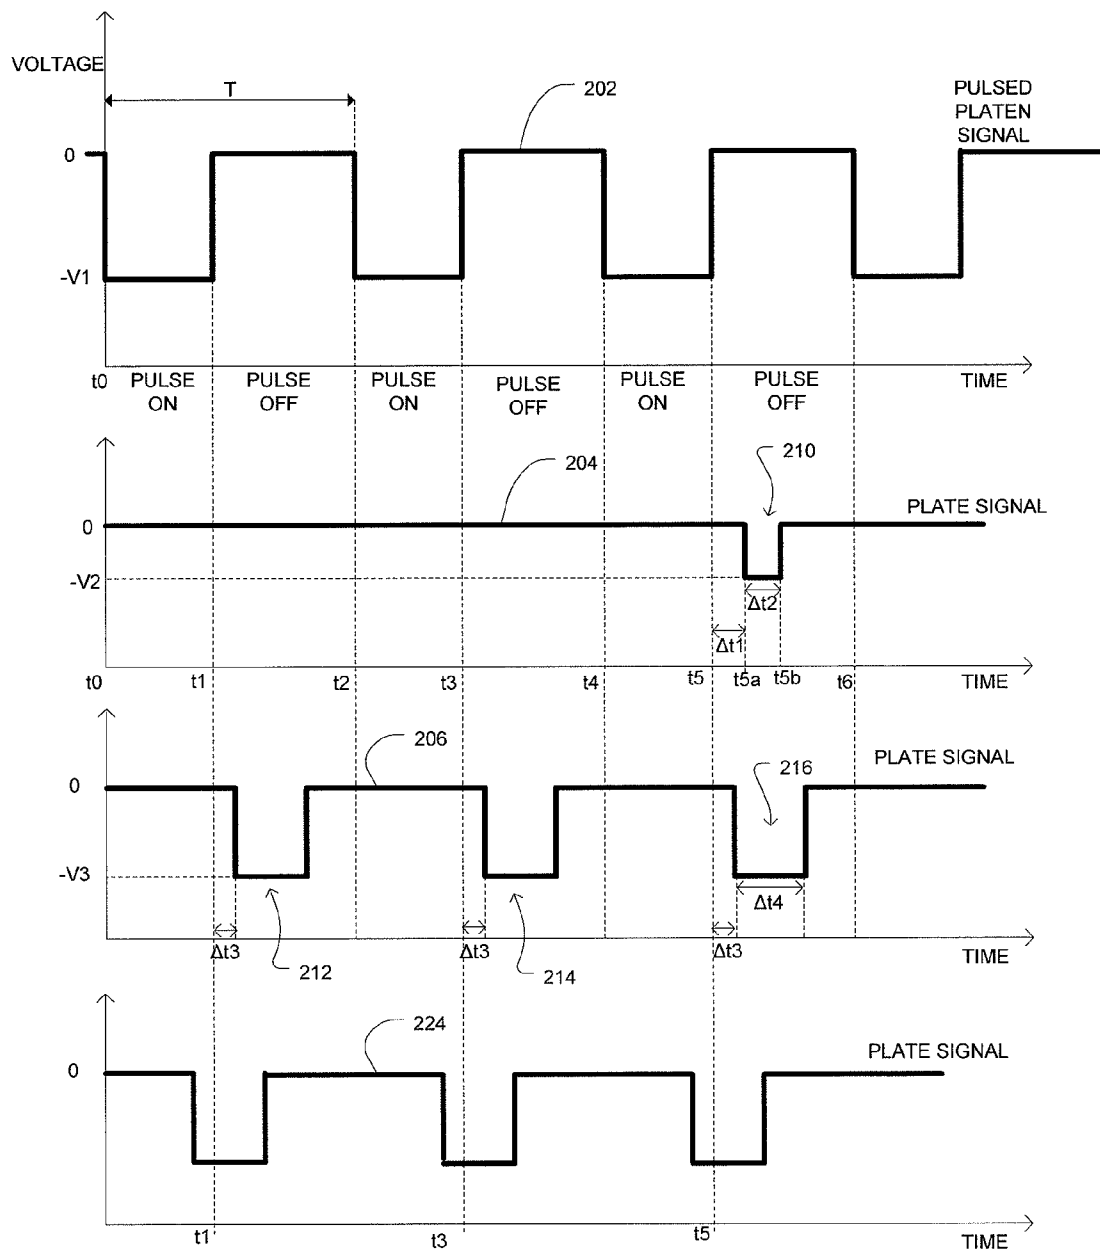 VOLTAGE
T
202
PULSED
PLATEN
SIGNAL
0
-V1
t0
PULSE
ON
PULSE
OFF
PULSE
ON
PULSE
OFF
PULSE
ON
PULSE
OFF
TIME
204
210
0
PLATE SIGNAL
-V2
Δt2
Δt1
t0
t1
t2
t3
t4
t5
t5a
t5b
t6
TIME
206
216
PLATE SIGNAL
0
-V3
Δt4
Δt3
212
Δt3
214
Δt3
TIME
224
0
PLATE SIGNAL
t1
t3
t5
TIME